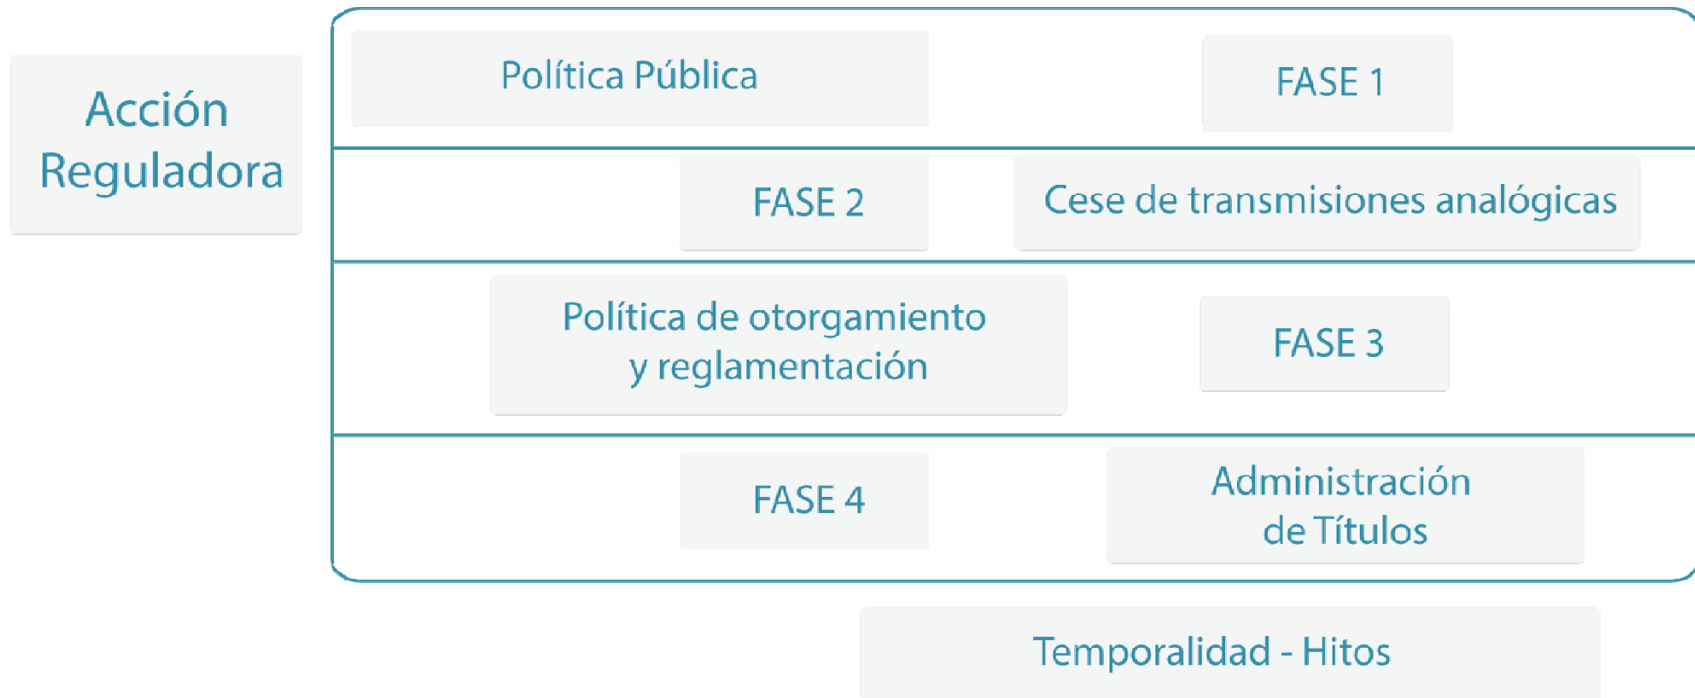 Acción
Reguladora
Política Pública
FASE 1
FASE 2
Cese de transmisiones analógicas
Política de otorgamiento
y reglamentación
FASE 3
FASE 4
Administración
de Títulos
Temporalidad - Hitos